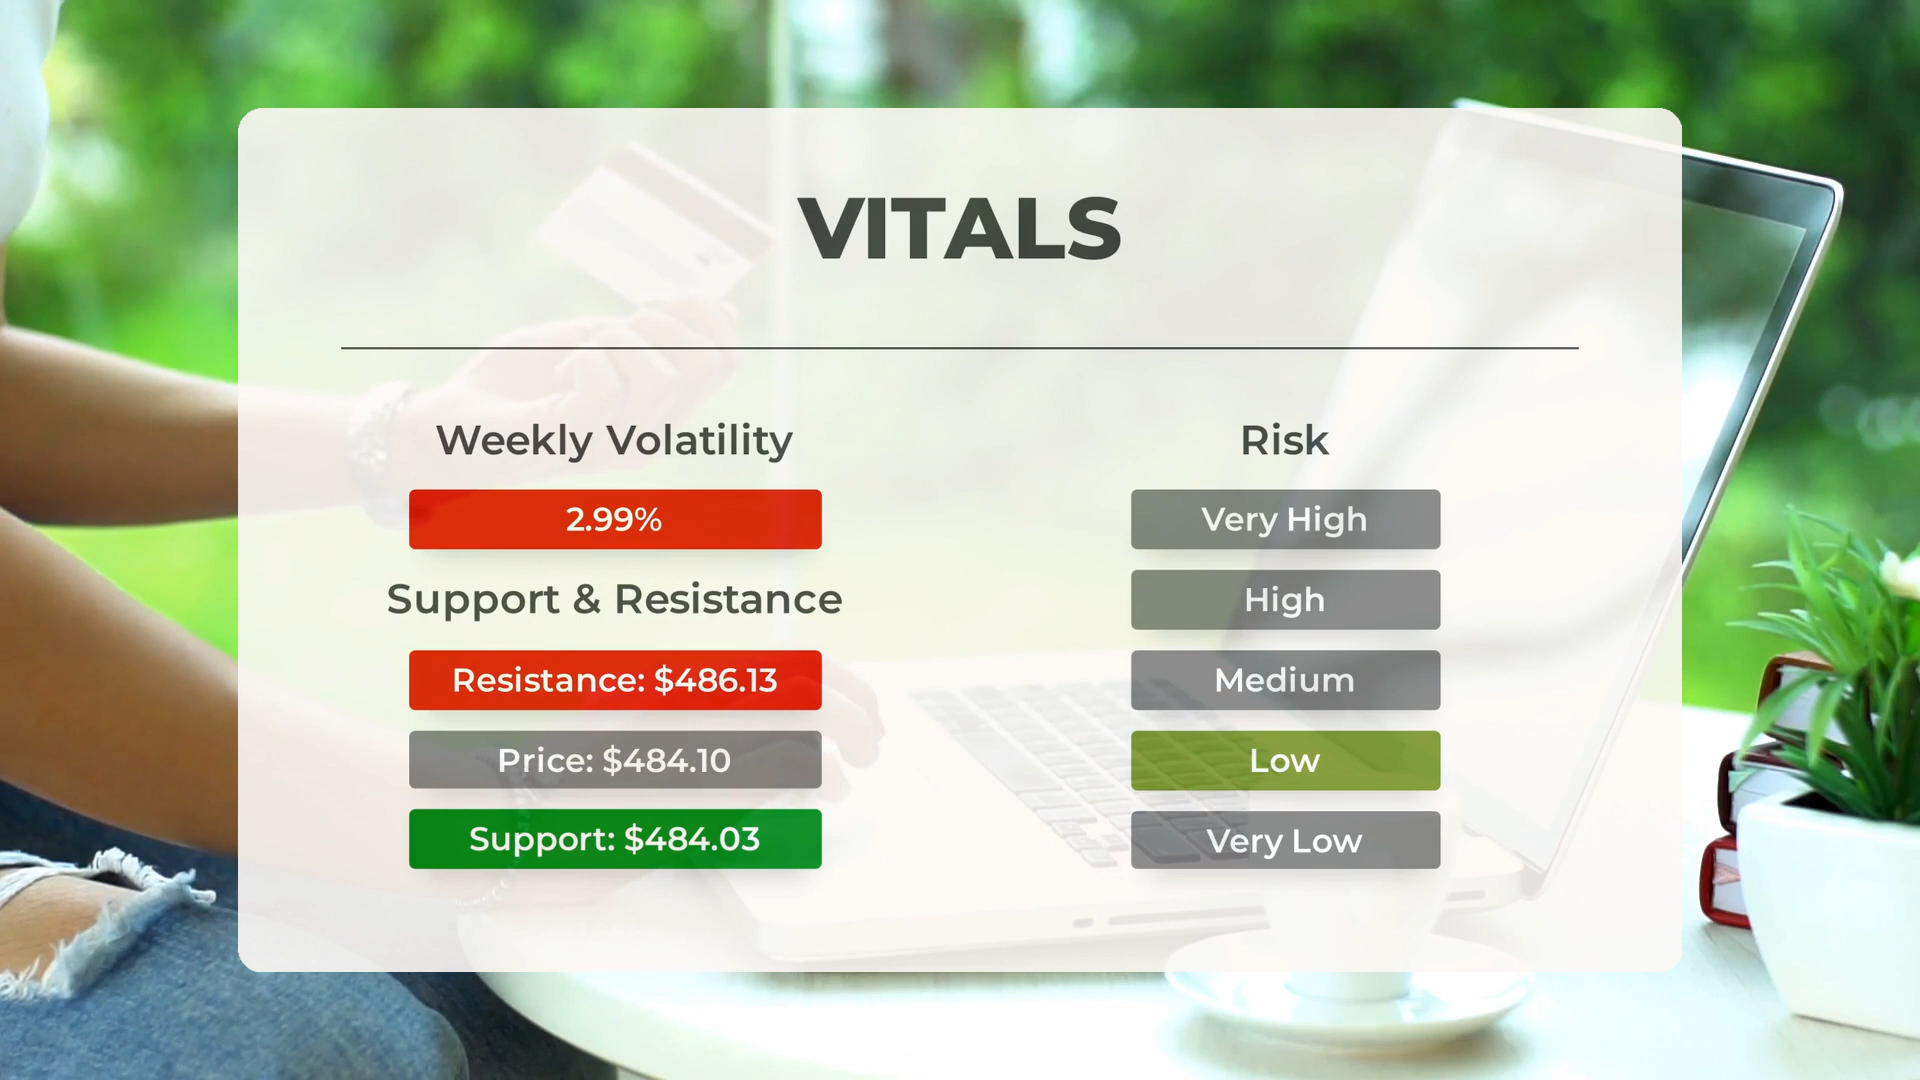 VITALS
Weekly Volatility
2.99%
Support & Resistance
Resistance: $486.13
Price: $484.10
Support: $484.03
Risk
Very High
High
Medium
Low
Very Low